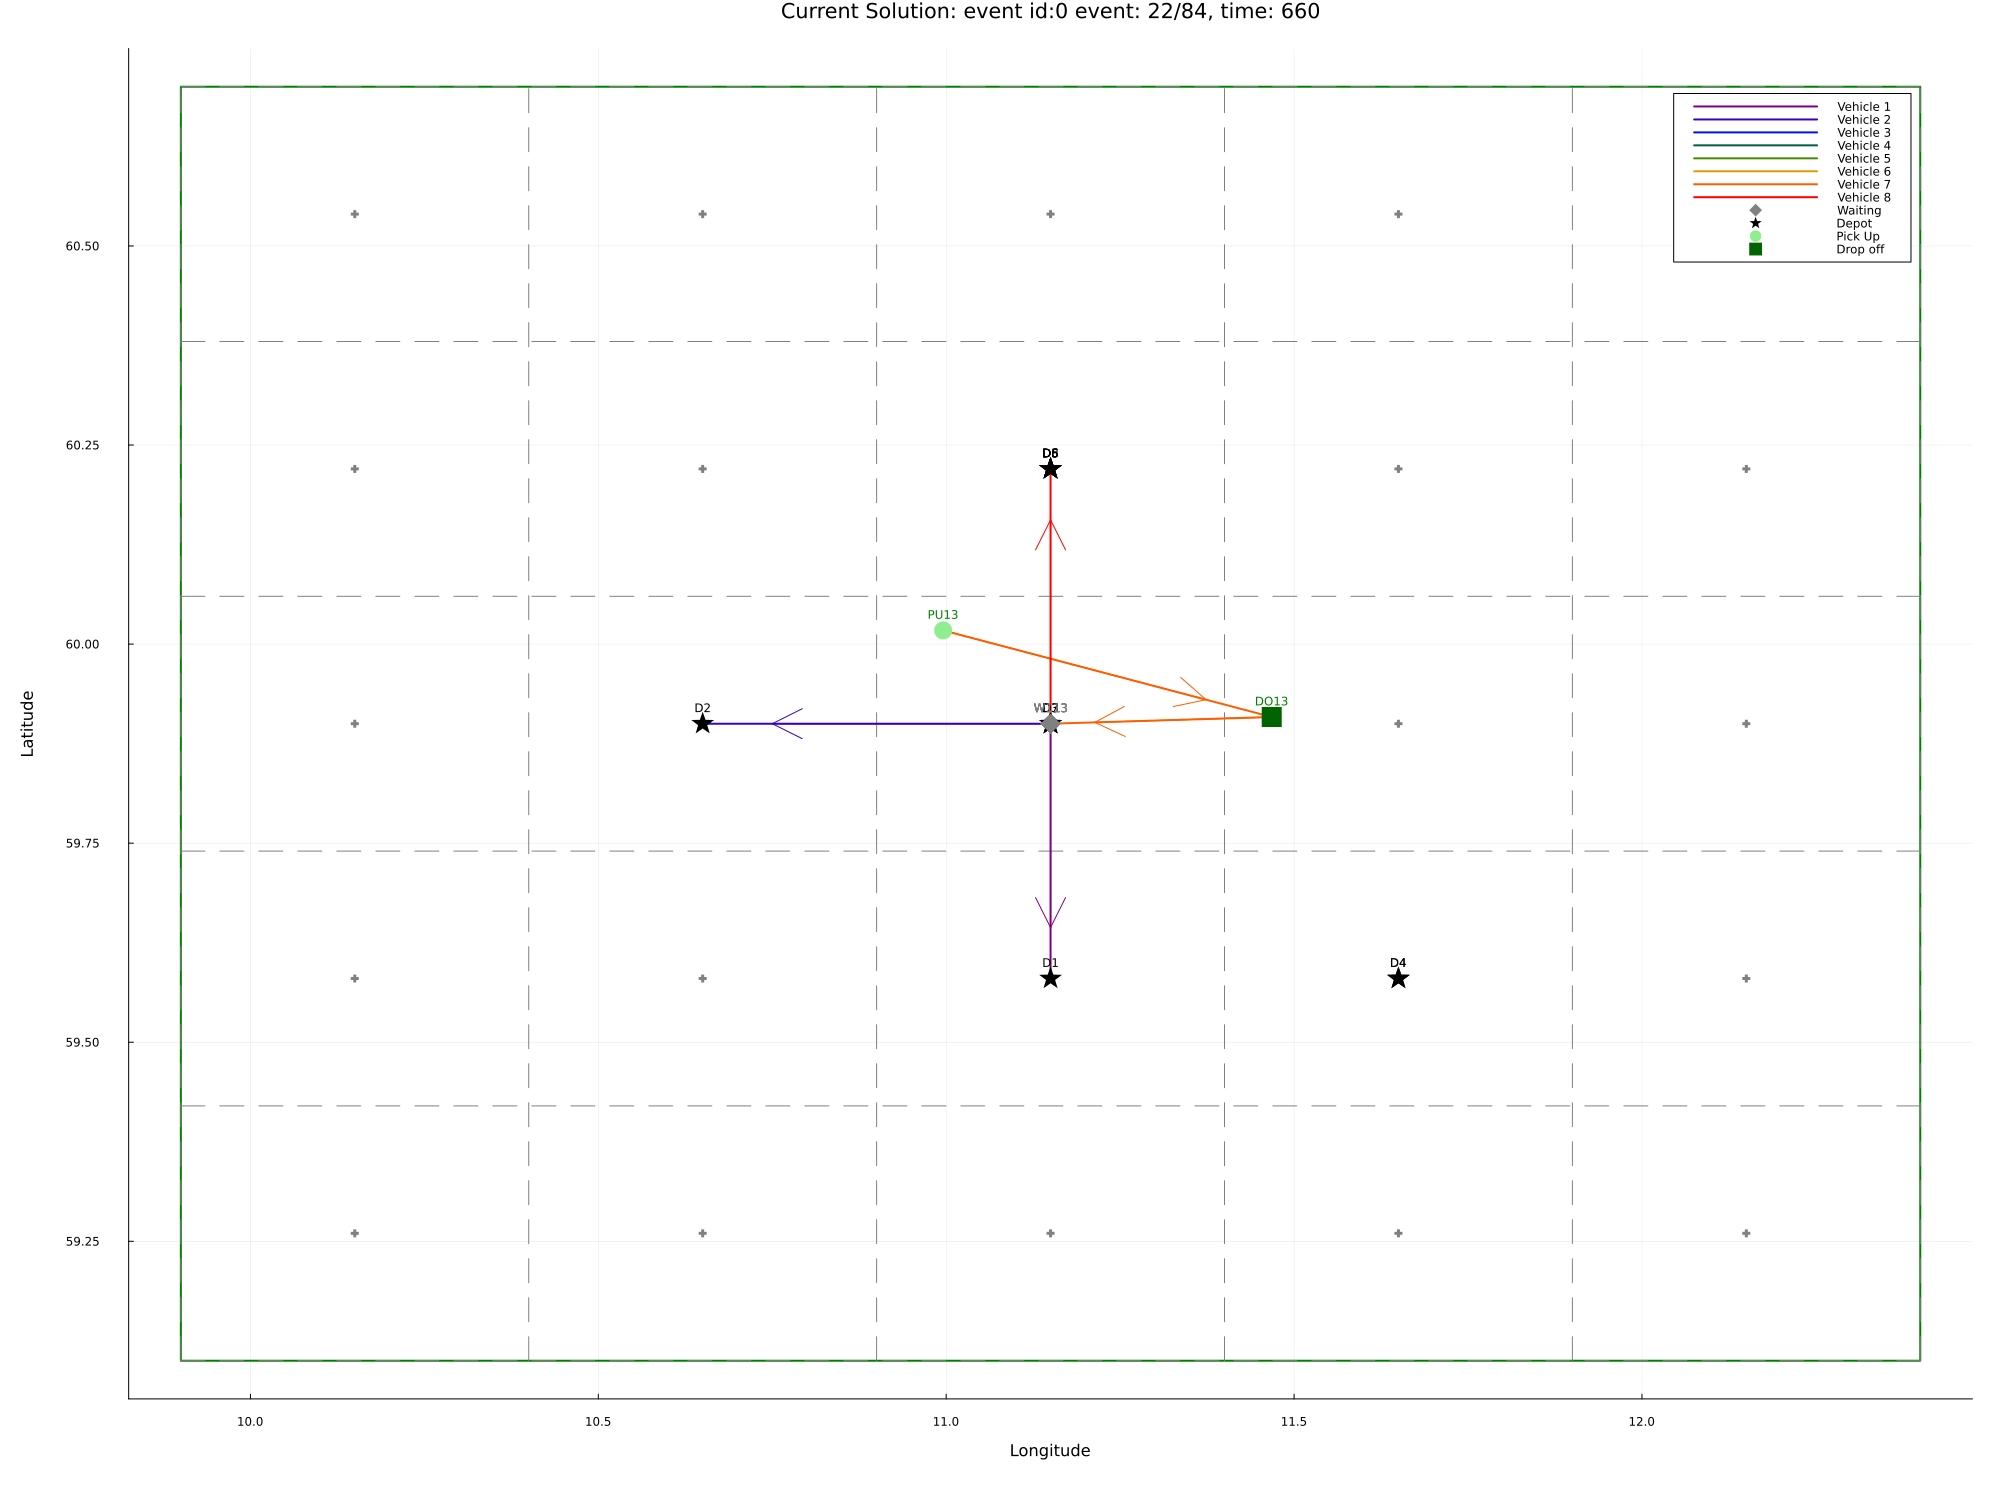 Current Solution: event id:0 event: 22/84, time: 660
Vehicle 1
Vehicle 2
Vehicle 3
Vehicle 4
Vehicle 5
Vehicle 6
Vehicle 7
Vehicle 8
Waiting
Depot
Pick Up
Drop off
60.50
60.25
60.00
PU13
DO13
D2
59.75
D1
D4
59.50
59.25
Latitude
10.0
10.5
11.0
11.5
12.0
Longitude